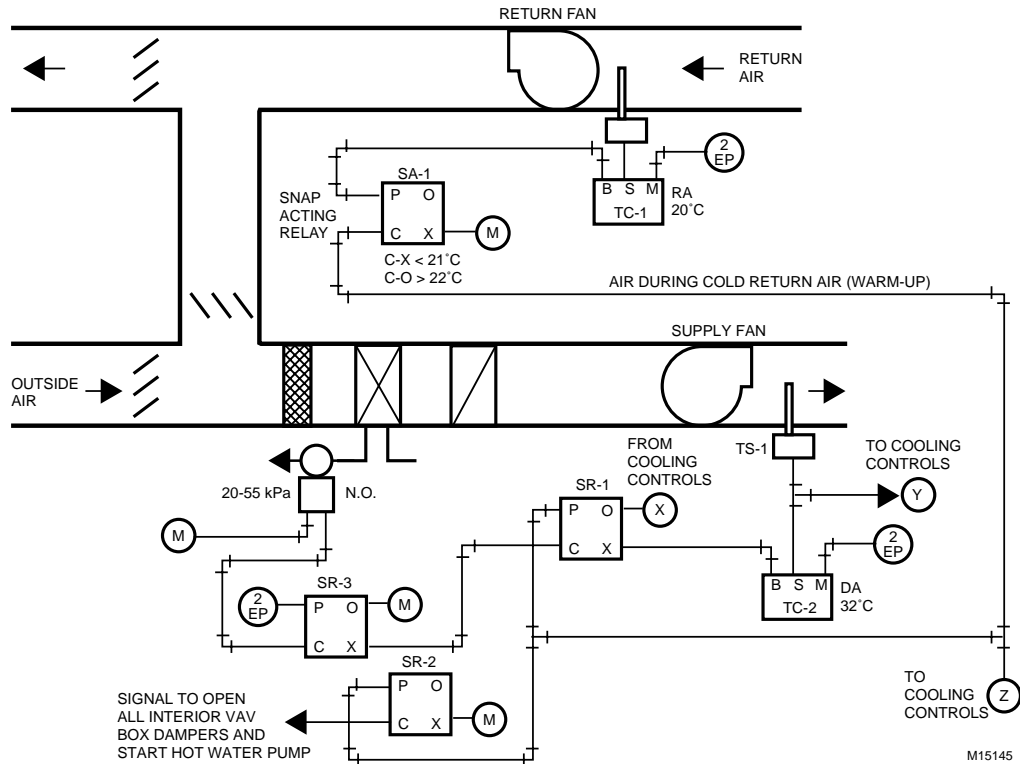 RETURN FAN
RETURN
AIR
2
EP
B S M
TC-1
RA
20°C
SA-1
P O
C X
SNAP
ACTING
RELAY
M
C-X < 21°C
C-O > 22°C
AIR DURING COLD RETURN AIR (WARM-UP)
SUPPLY FAN
OUTSIDE
AIR
TS-1
FROM
COOLING
CONTROLS
TO COOLING
CONTROLS
20-55 kPa
N.O.
SR-1
P O
C X
X
Y
M
2
EP
B S M
TC-2
DA
32°C
SR-3
2
EP
P O
C X
M
SR-2
P O
C X
M
SIGNAL TO OPEN
ALL INTERIOR VAV
BOX DAMPERS AND
START HOT WATER PUMP
TO
COOLING
CONTROLS
Z
M15145